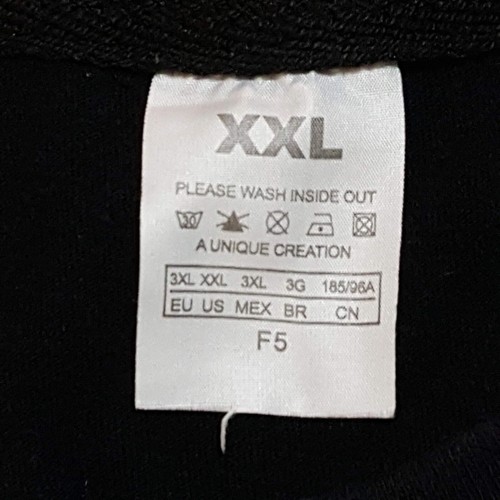 XXL
PLEASE WASH INSIDE OUT
30
A UNIQUE CREATION
3XL XXL 3XL 3G 185/96A
EU US MEX BR CN
F5